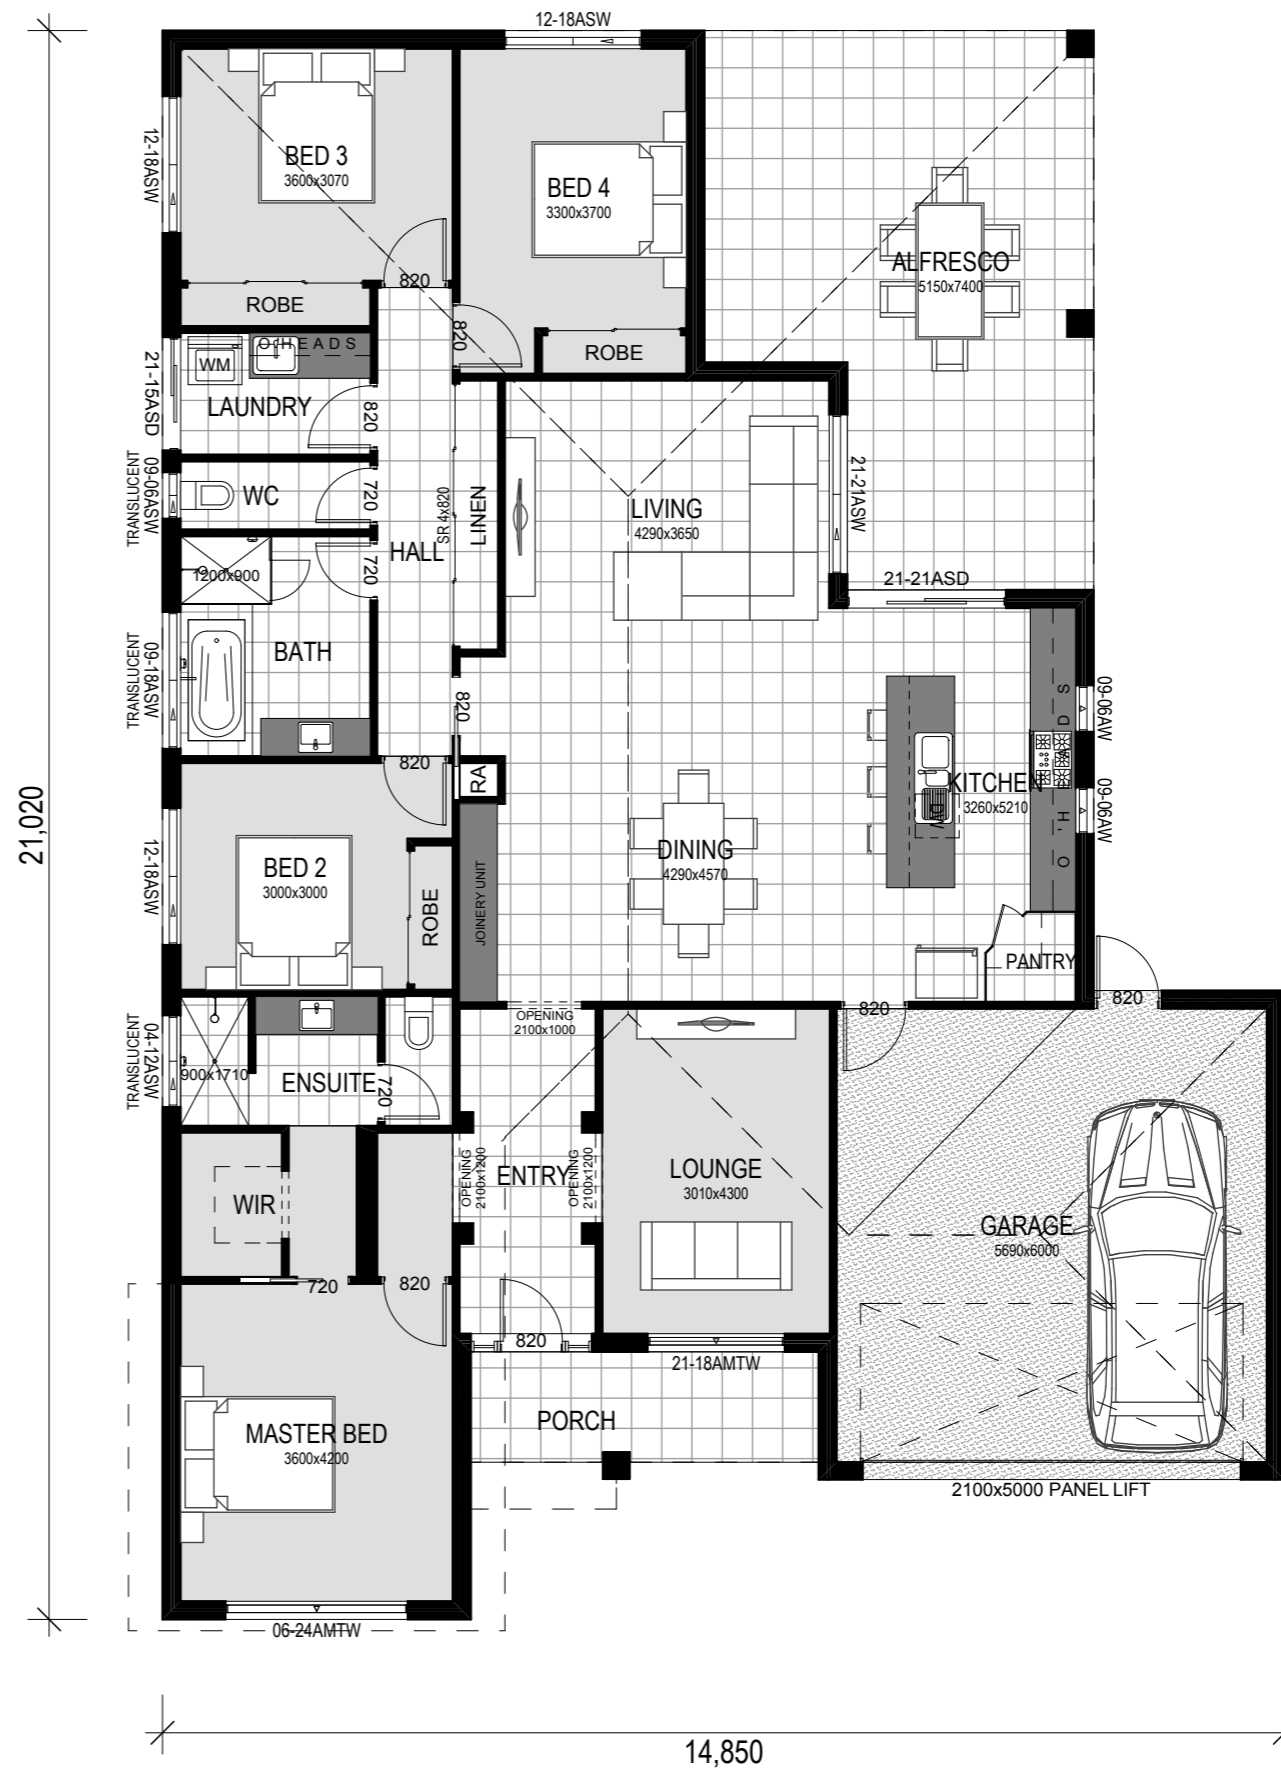 12-18ASW
12-18ASW
BED 3
3600x3070
BED 4
3300x3700
ALFRESCO
5150x7400
820
ROBE
820
ROBE
21-15ASD
WM
O'HEADS
LAUNDRY
820
TRANSLUCENT
09-06ASW
WC
720
SR 4x820
LINEN
LIVING
4290x3650
21-21ASW
HALL
1200x900
720
21-21ASD
TRANSLUCENT
09-18ASW
BATH
820
820
RA
KITCHEN
3260x5210
DW
09-06AW
09-06AW
21,020
12-18ASW
BED 2
3000x3000
ROBE
JOINERY UNIT
DINING
4290x4570
PANTRY
OPENING
2100x1000
820
820
TRANSLUCENT
04-12ASW
900x1710
ENSUITE
720
WIR
OPENING
2100x1200
ENTRY
OPENING
2100x1200
LOUNGE
3010x4300
GARAGE
5690x6000
720
820
820
21-18AMTW
PORCH
MASTER BED
3600x4200
2100x5000 PANEL LIFT
06-24AMTW
14,850